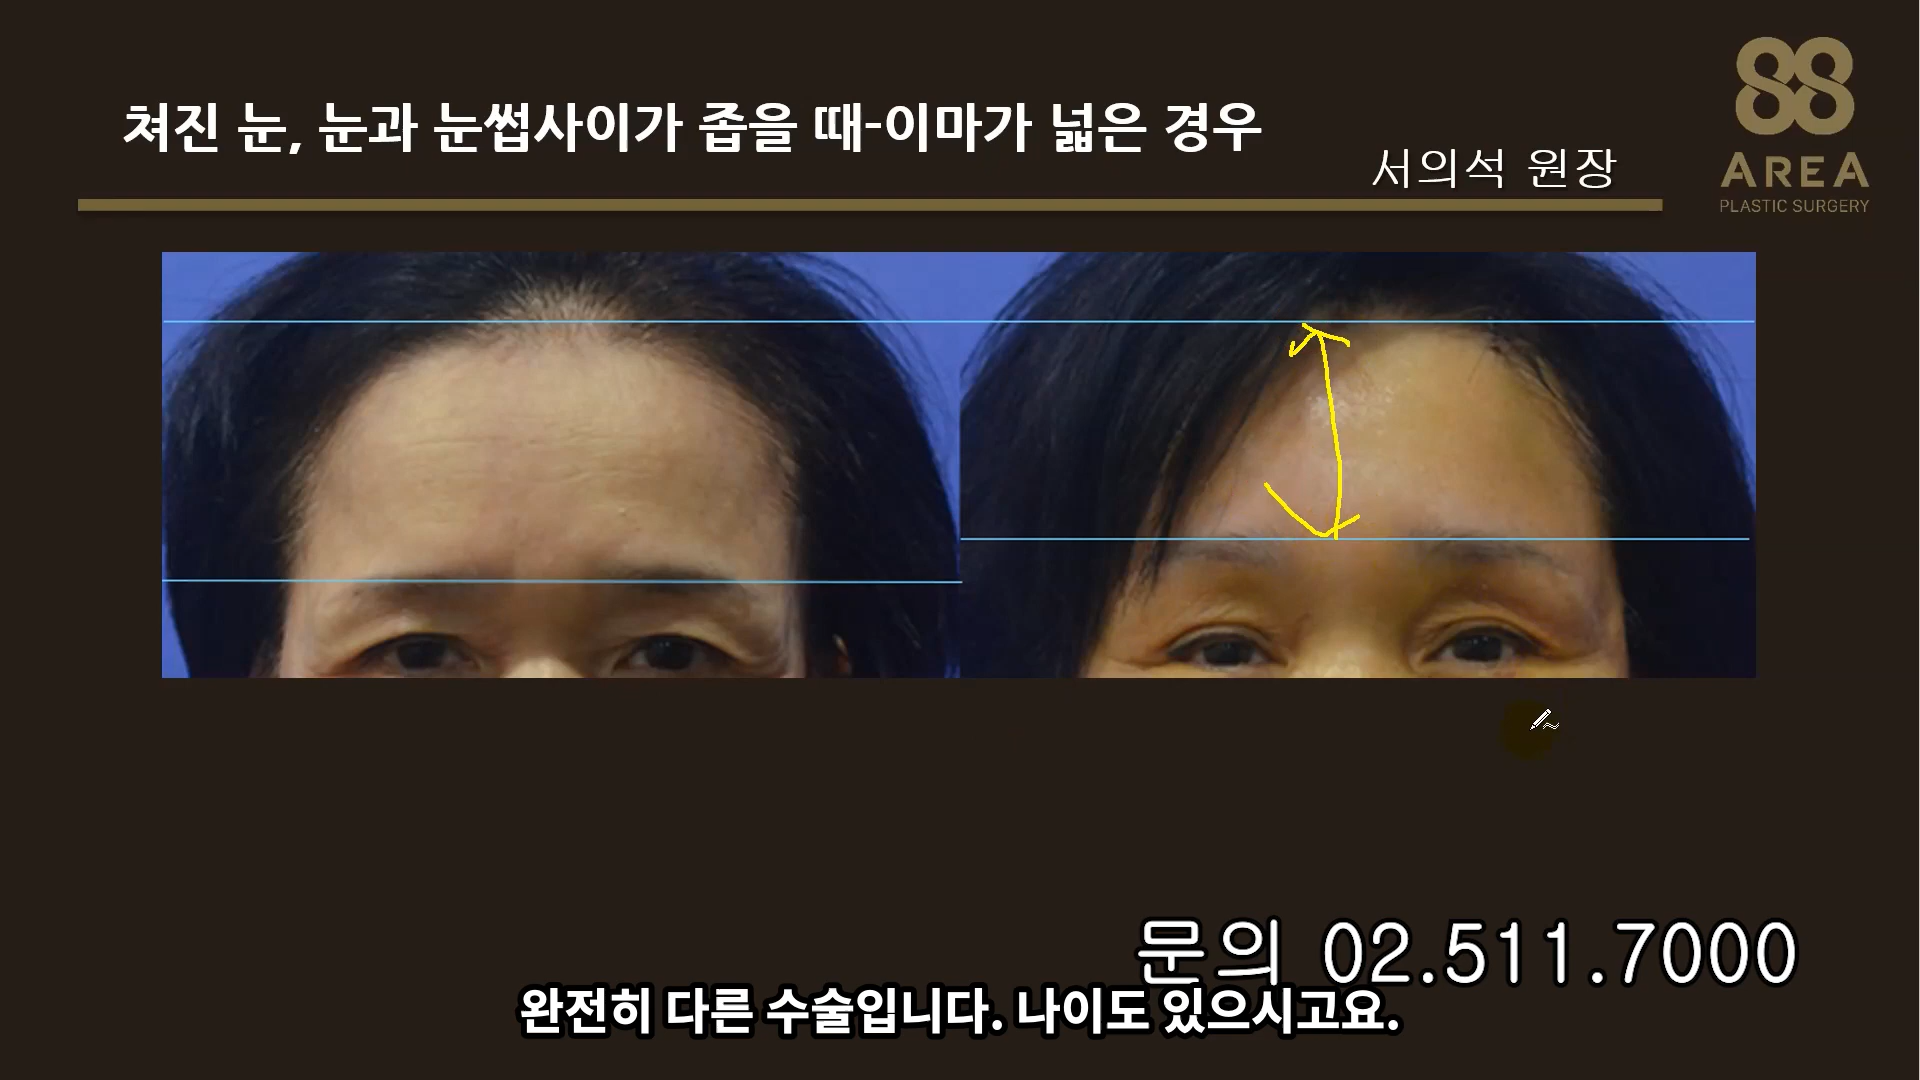 쳐진 눈, 눈과 눈썹사이가 좁을 때-이마가 넓은 경우
서의석 원장
88
AREA
PLASTIC SURGERY
문의 02.511.7000
완전히 다른 수술입니다. 나이도 있으시고요.